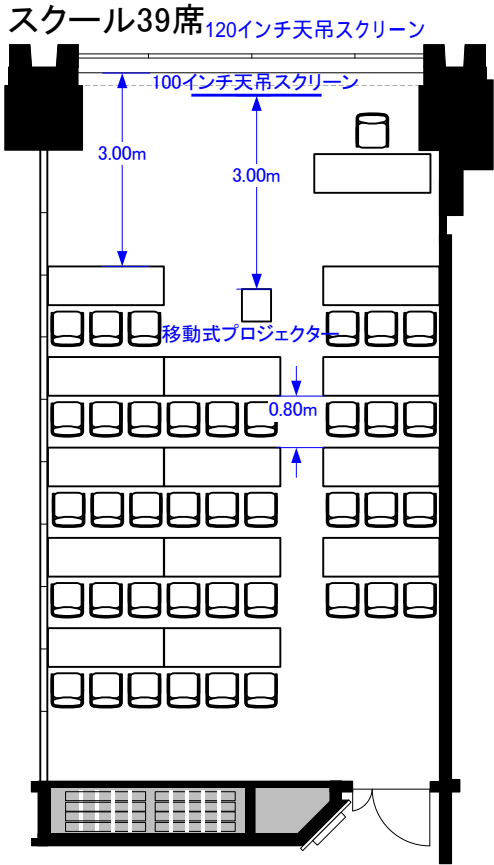 スクール39席
120インチ天吊スクリーン
100インチ天吊スクリーン
3.00m
3.00m
移動式プロジェクター
0.80m